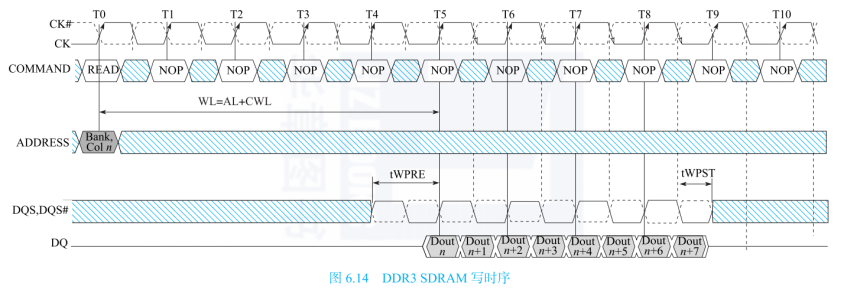 T0 T1 T2 T3 T4 T5 T6 T7 T8 T9 T10
CK#
CK
COMMAND READ NOP NOP NOP NOP NOP NOP NOP NOP NOP NOP
WL=AL+CWL
ADDRESS Bank, Col n
tWPRE tWPST
DQS,DQS#
DQ Dout n Dout n+1 Dout n+2 Dout n+3 Dout n+4 Dout n+5 Dout n+6 Dout n+7
图 6.14 DDR3 SDRAM 写时序